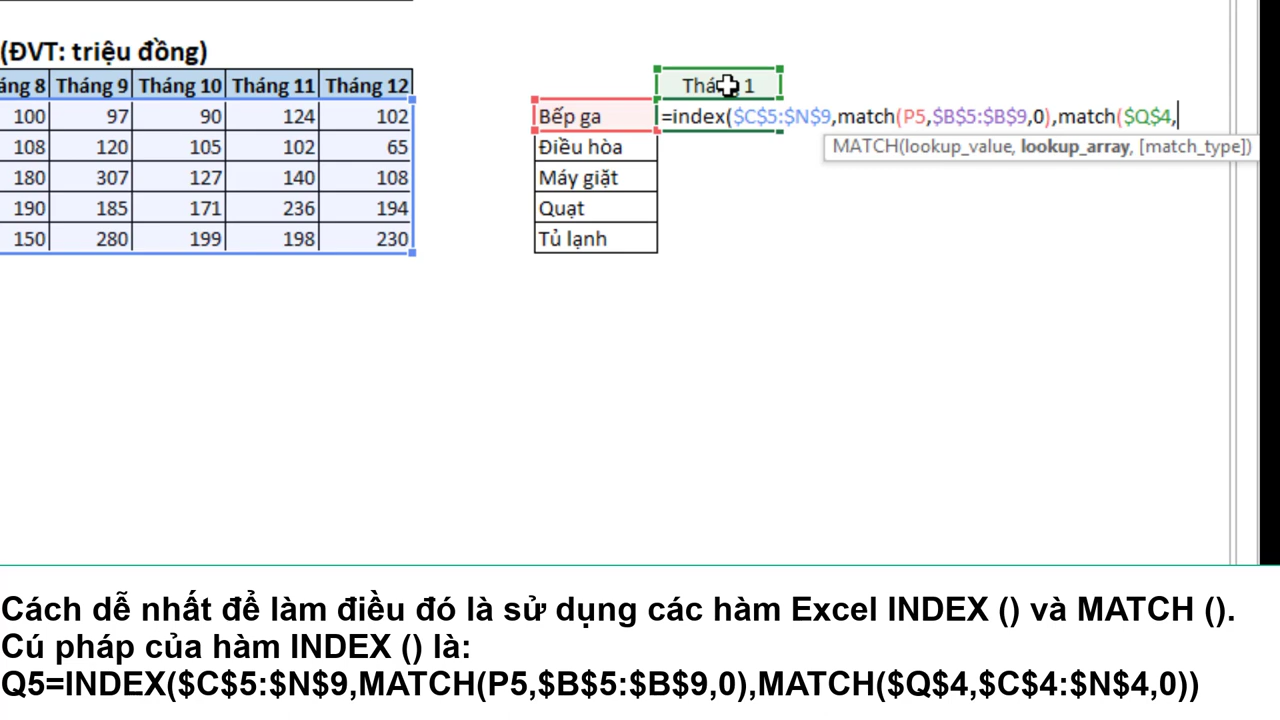 (ĐVT: triệu đồng)
áng 8 Tháng 9 Tháng 10 Tháng 11 Tháng 12
100 97 90 124 102
108 120 105 102 65
180 307 127 140 108
190 185 171 236 194
150 280 199 198 230
Tháng 1
Bếp ga =index($C$5:$N$9,match(P5,$B$5:$B$9,0),match($Q$4,
Điều hòa MATCH(lookup_value, lookup_array, [match_type])
Máy giặt
Quạt
Tủ lạnh
Cách dễ nhất để làm điều đó là sử dụng các hàm Excel INDEX () và MATCH ().
Cú pháp của hàm INDEX () là:
Q5=INDEX($C$5:$N$9,MATCH(P5,$B$5:$B$9,0),MATCH($Q$4,$C$4:$N$4,0))